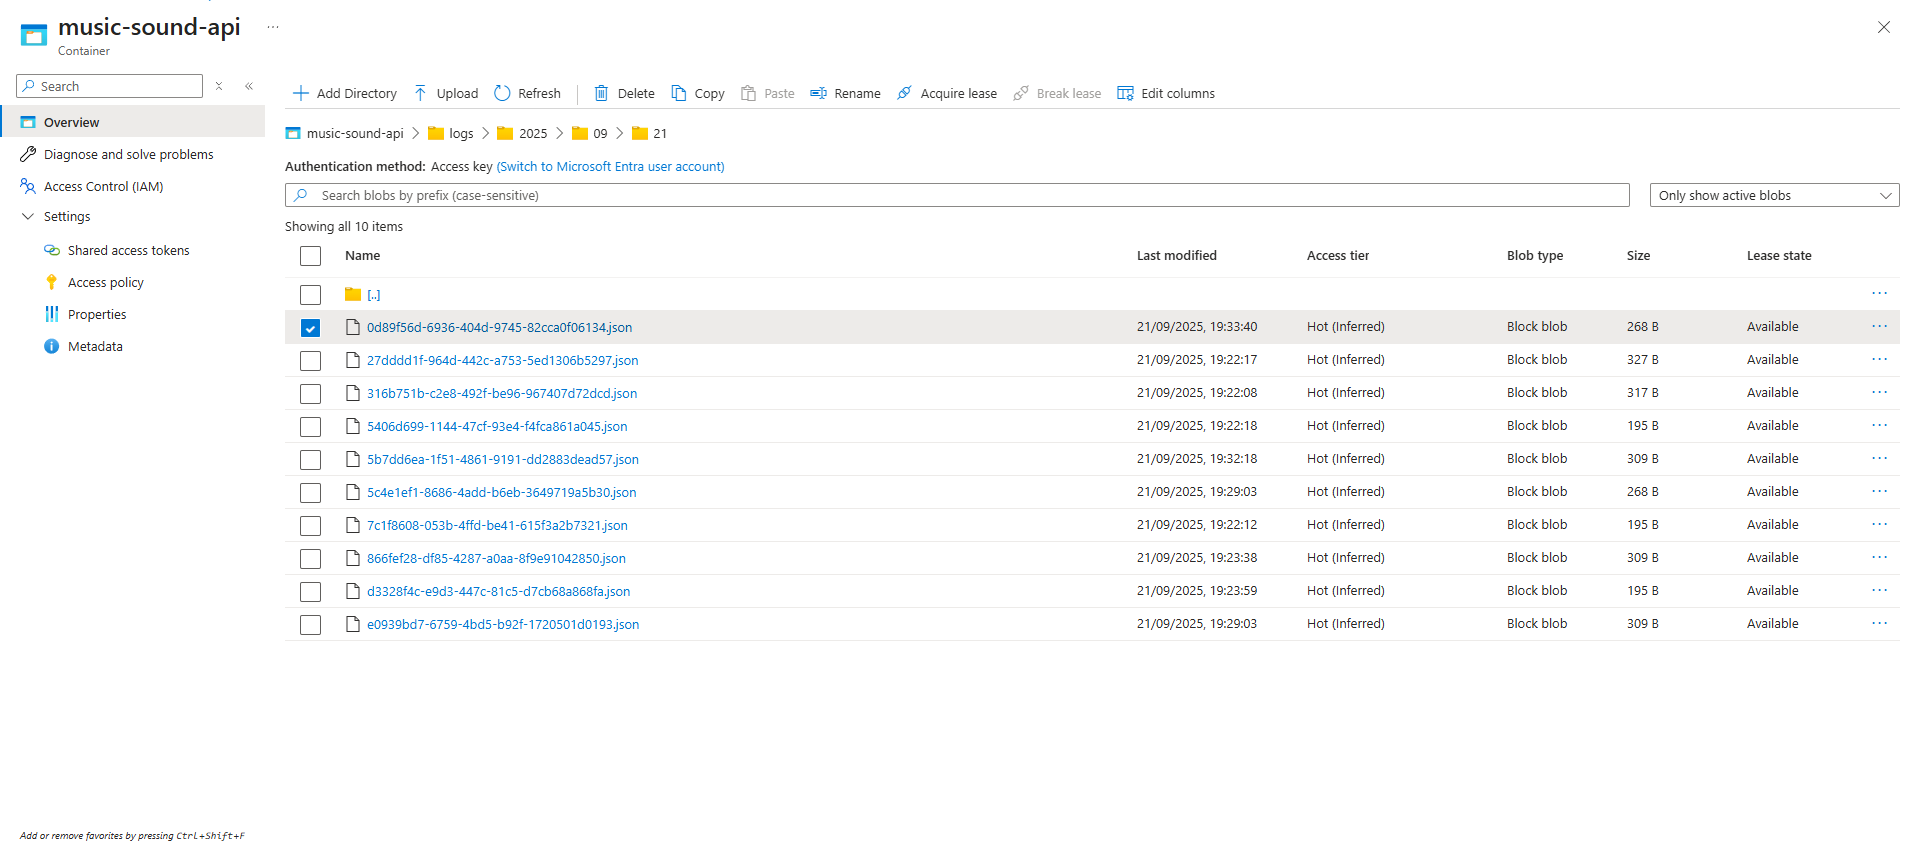 music-sound-api ...
Container
Search
Overview
Diagnose and solve problems
Access Control (IAM)
Settings
Shared access tokens
Access policy
Properties
Metadata
Add or remove favorites by pressing Ctrl+Shift+F
Add Directory Upload Refresh Delete Copy Paste Rename Acquire lease Break lease Edit columns
music-sound-api > logs > 2025 > 09 > 21
Authentication method: Access key (Switch to Microsoft Entra user account)
Search blobs by prefix (case-sensitive) Only show active blobs
Showing all 10 items
Name Last modified Access tier Blob type Size Lease state
[..] ...
0d89f56d-6936-404d-9745-82cca0f06134.json 21/09/2025, 19:33:40 Hot (Inferred) Block blob 268 B Available ...
27dddd1f-964d-442c-a753-5ed1306b5297.json 21/09/2025, 19:22:17 Hot (Inferred) Block blob 327 B Available ...
316b751b-c2e8-492f-be96-967407d72dcd.json 21/09/2025, 19:22:08 Hot (Inferred) Block blob 317 B Available ...
5406d699-1144-47cf-93e4-f4fca861a045.json 21/09/2025, 19:22:18 Hot (Inferred) Block blob 195 B Available ...
5b7dd6ea-1f51-4861-9191-dd2883dead57.json 21/09/2025, 19:32:18 Hot (Inferred) Block blob 309 B Available ...
5c4e1ef1-8686-4add-b6eb-3649719a5b30.json 21/09/2025, 19:29:03 Hot (Inferred) Block blob 268 B Available ...
7c1f8608-053b-4ffd-be41-615f3a2b7321.json 21/09/2025, 19:22:12 Hot (Inferred) Block blob 195 B Available ...
866fef28-df85-4287-a0aa-8f9e91042850.json 21/09/2025, 19:23:38 Hot (Inferred) Block blob 309 B Available ...
d3328f4c-e9d3-447c-81c5-d7cb68a868fa.json 21/09/2025, 19:23:59 Hot (Inferred) Block blob 195 B Available ...
e0939bd7-6759-4bd5-b92f-1720501d0193.json 21/09/2025, 19:29:03 Hot (Inferred) Block blob 309 B Available ...